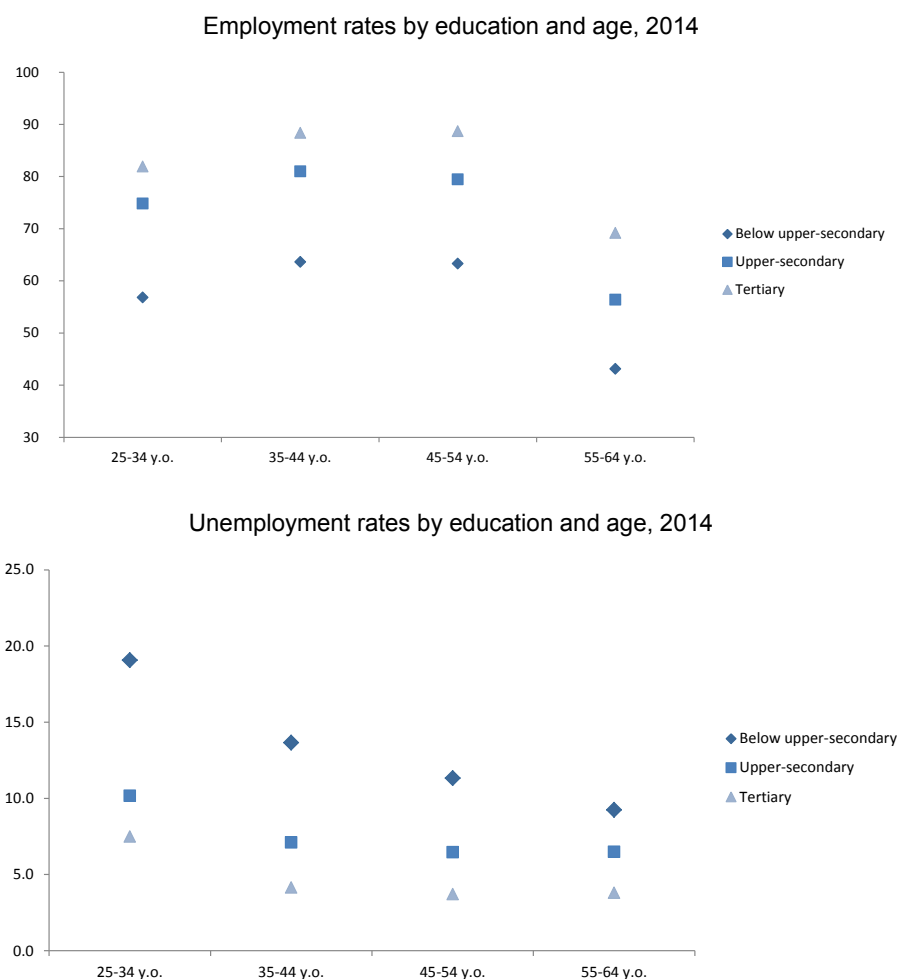 Employment rates by education and age, 2014
100
90
80
70
60
50
40
30
25-34 y.o.
35-44 y.o.
45-54 y.o.
55-64 y.o.
Below upper-secondary
Upper-secondary
Tertiary
Unemployment rates by education and age, 2014
25.0
20.0
15.0
10.0
5.0
0.0
25-34 y.o.
35-44 y.o.
45-54 y.o.
55-64 y.o.
Below upper-secondary
Upper-secondary
Tertiary